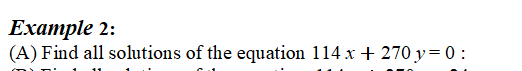 Example 2:
(A) Find all solutions of the equation 114 x + 270 y = 0 :